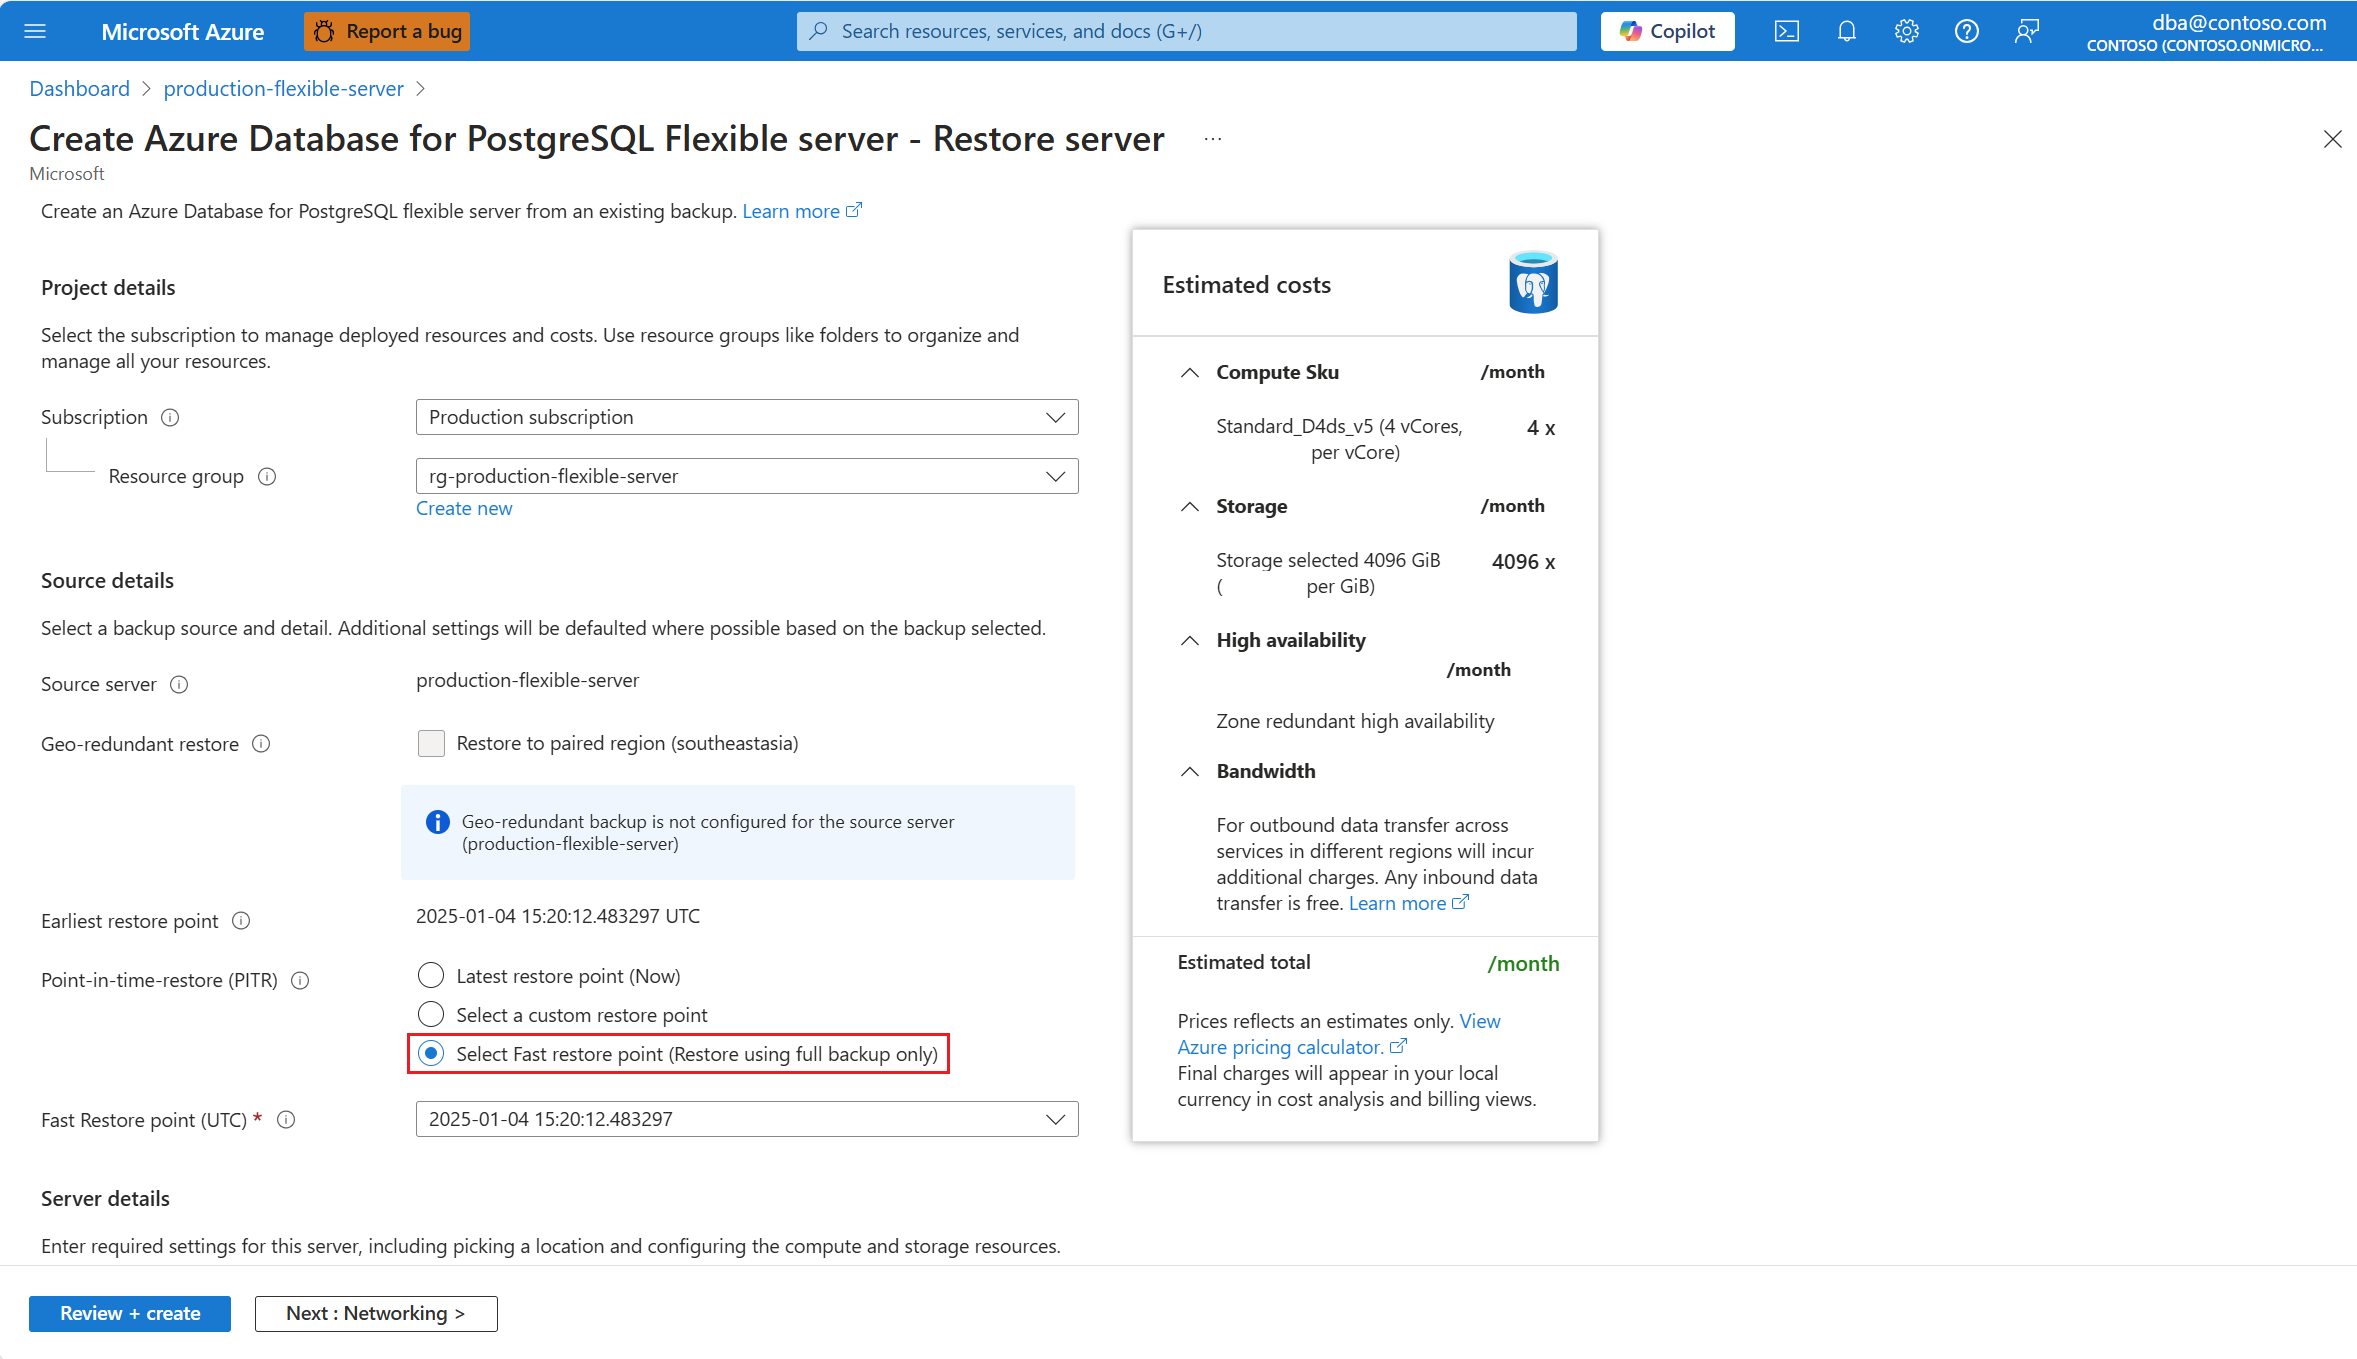 Microsoft Azure
Report a bug
Search resources, services, and docs (G+/)
Copilot
dba@contoso.com
CONTOSO (CONTOSO.ONMICRO...
Dashboard > production-flexible-server >
Create Azure Database for PostgreSQL Flexible server - Restore server ...
Microsoft
Create an Azure Database for PostgreSQL flexible server from an existing backup. Learn more
Project details
Select the subscription to manage deployed resources and costs. Use resource groups like folders to organize and
manage all your resources.
Subscription
Production subscription
Resource group
rg-production-flexible-server
Create new
Source details
Select a backup source and detail. Additional settings will be defaulted where possible based on the backup selected.
Source server
production-flexible-server
Geo-redundant restore
Restore to paired region (southeastasia)
Geo-redundant backup is not configured for the source server
(production-flexible-server)
Earliest restore point
2025-01-04 15:20:12.483297 UTC
Point-in-time-restore (PITR)
Latest restore point (Now)
Select a custom restore point
Select Fast restore point (Restore using full backup only)
Fast Restore point (UTC) *
2025-01-04 15:20:12.483297
Server details
Enter required settings for this server, including picking a location and configuring the compute and storage resources.
Review + create
Next : Networking >
Estimated costs
Compute Sku /month
Standard_D4ds_v5 (4 vCores, 4 x
per vCore)
Storage /month
Storage selected 4096 GiB 4096 x
( per GiB)
High availability
/month
Zone redundant high availability
Bandwidth
For outbound data transfer across
services in different regions will incur
additional charges. Any inbound data
transfer is free. Learn more
Estimated total /month
Prices reflects an estimates only. View
Azure pricing calculator.
Final charges will appear in your local
currency in cost analysis and billing views.